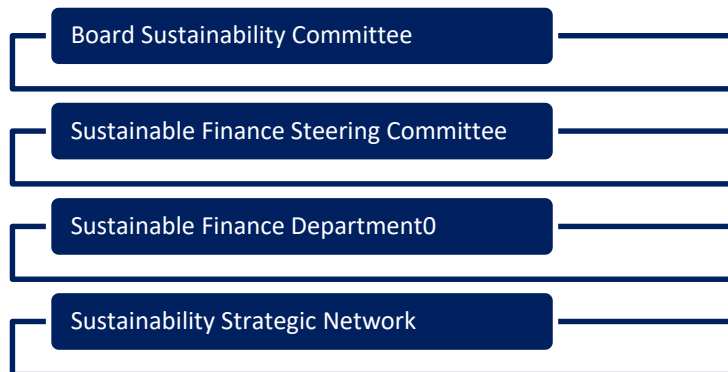 Board Sustainability Committee
Sustainable Finance Steering Committee
Sustainable Finance Department0
Sustainability Strategic Network